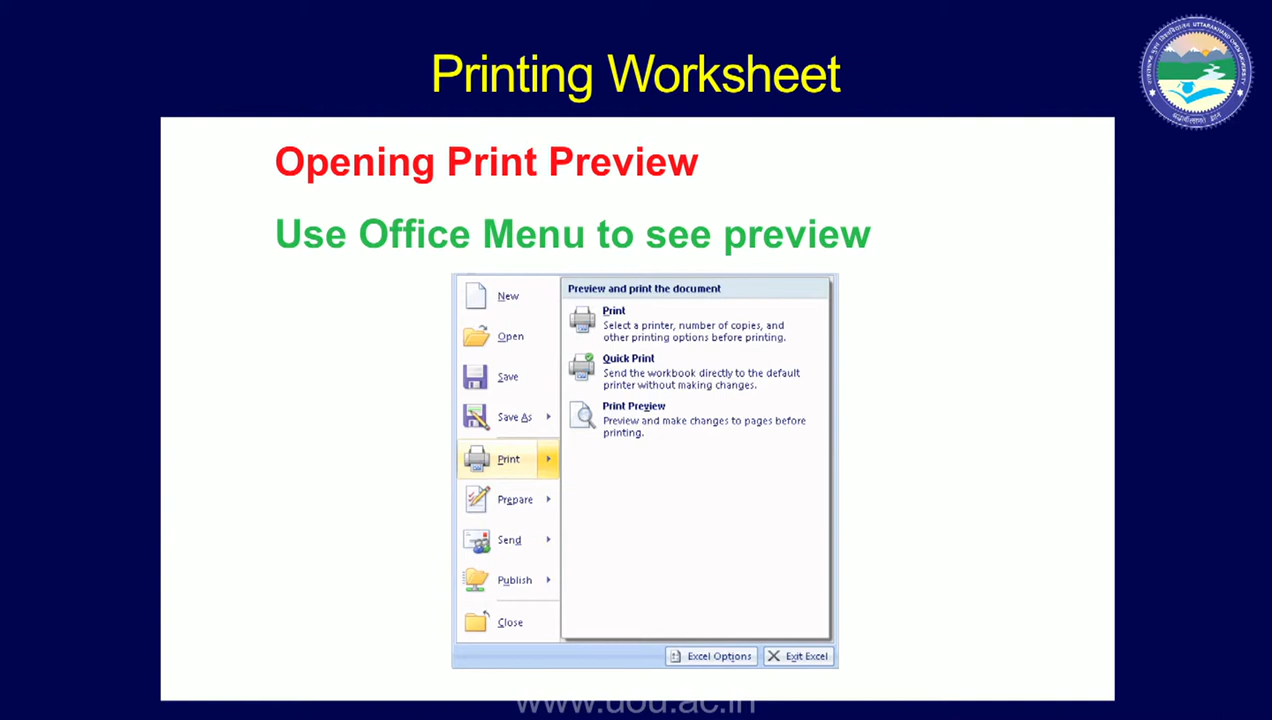 Printing Worksheet
UTTARAKHAND OPEN UNIVERSITY
Opening Print Preview
Use Office Menu to see preview
New
Open
Save
Save As
Print
Prepare
Send
Publish
Close
Preview and print the document
Print
Select a printer, number of copies, and
other printing options before printing.
Quick Print
Send the workbook directly to the default
printer without making changes.
Print Preview
Preview and make changes to pages before
printing.
Excel Options
Exit Excel
www.uou.ac.in